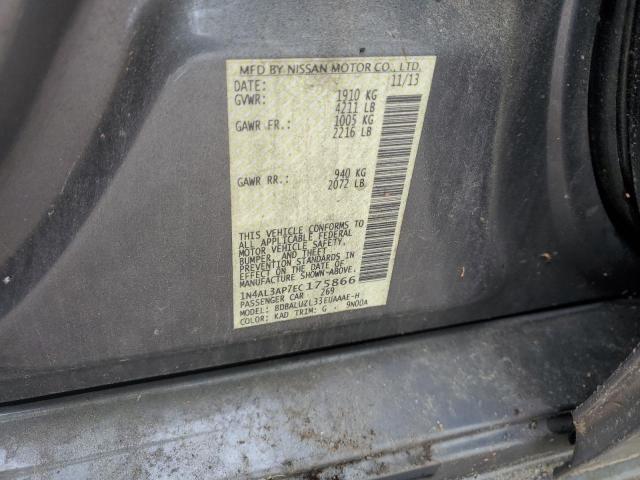 MFD BY NISSAN MOTOR CO., LTD.
DATE: 11/13
GVWR: 1910 KG
4211 LB
GAWR FR.: 1005 KG
2216 LB
GAWR RR.: 940 KG
2072 LB
THIS VEHICLE CONFORMS TO
ALL APPLICABLE FEDERAL
MOTOR VEHICLE SAFETY,
BUMPER, AND THEFT
PREVENTION STANDARDS IN
EFFECT ON THE DATE OF
MANUFACTURE SHOWN ABOVE.
1N4AL3AP7EC175866
PASSENGER CAR 269
MODEL: BDBALUZL33EUAAAE-H
COLOR: KAD TRIM: G - 9N00A